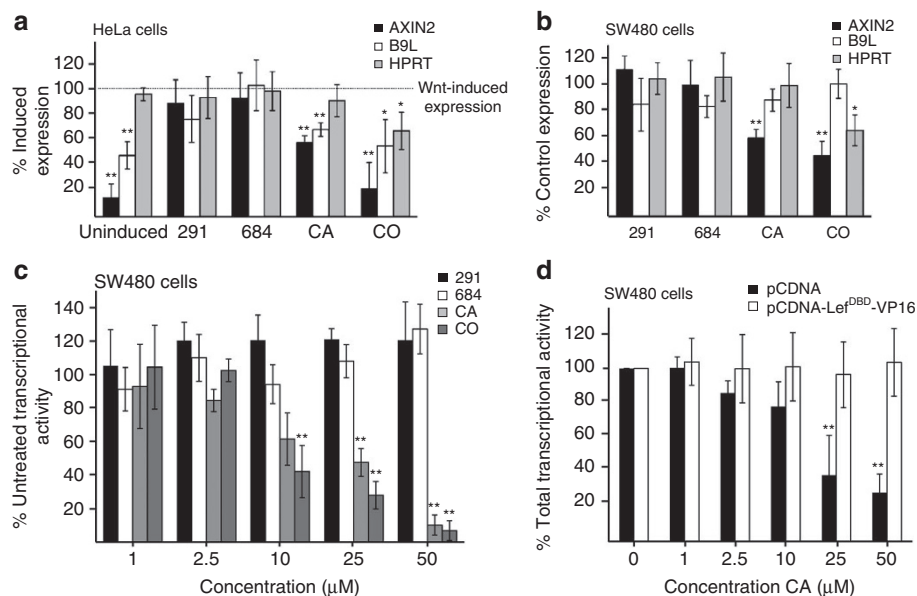 a
HeLa cells
AXIN2
B9L
HPRT
% Induced
expression
120
100
80
60
40
20
Wnt-induced
expression
**
**
**
**
**
*
*
Uninduced 291 684 CA CO
b
SW480 cells
AXIN2
B9L
HPRT
% Control expression
120
100
80
60
40
20
**
**
*
291 684 CA CO
c
SW480 cells
291
684
CA
CO
% Untreated transcriptional
activity
140
120
100
80
60
40
20
**
**
**
**
**
1 2.5 10 25 50
Concentration (μM)
d
SW480 cells
pCDNA
pCDNA-Lef^DBD-VP16
% Total transcriptional activity
120
100
80
60
40
20
**
**
0 1 2.5 10 25 50
Concentration CA (μM)